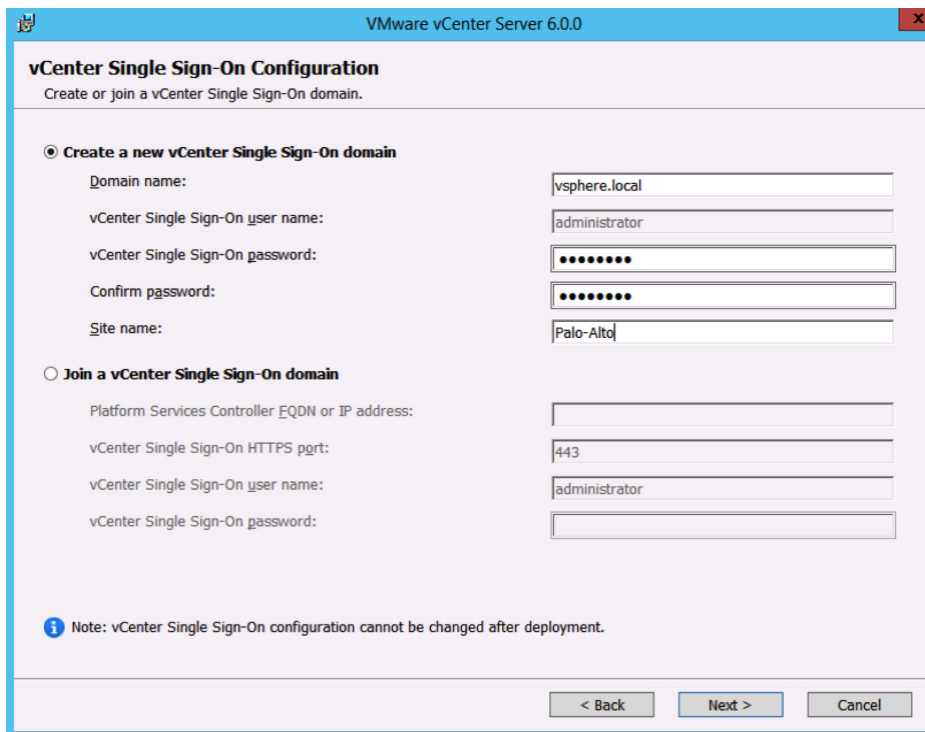 VMware vCenter Server 6.0.0
x
vCenter Single Sign-On Configuration
Create or join a vCenter Single Sign-On domain.
Create a new vCenter Single Sign-On domain
Domain name: vsphere.local
vCenter Single Sign-On user name: administrator
vCenter Single Sign-On password: ●●●●●●●●
Confirm password: ●●●●●●●●
Site name: Palo-Alto
Join a vCenter Single Sign-On domain
Platform Services Controller FQDN or IP address:
vCenter Single Sign-On HTTPS port: 443
vCenter Single Sign-On user name: administrator
vCenter Single Sign-On password:
Note: vCenter Single Sign-On configuration cannot be changed after deployment.
< Back Next > Cancel